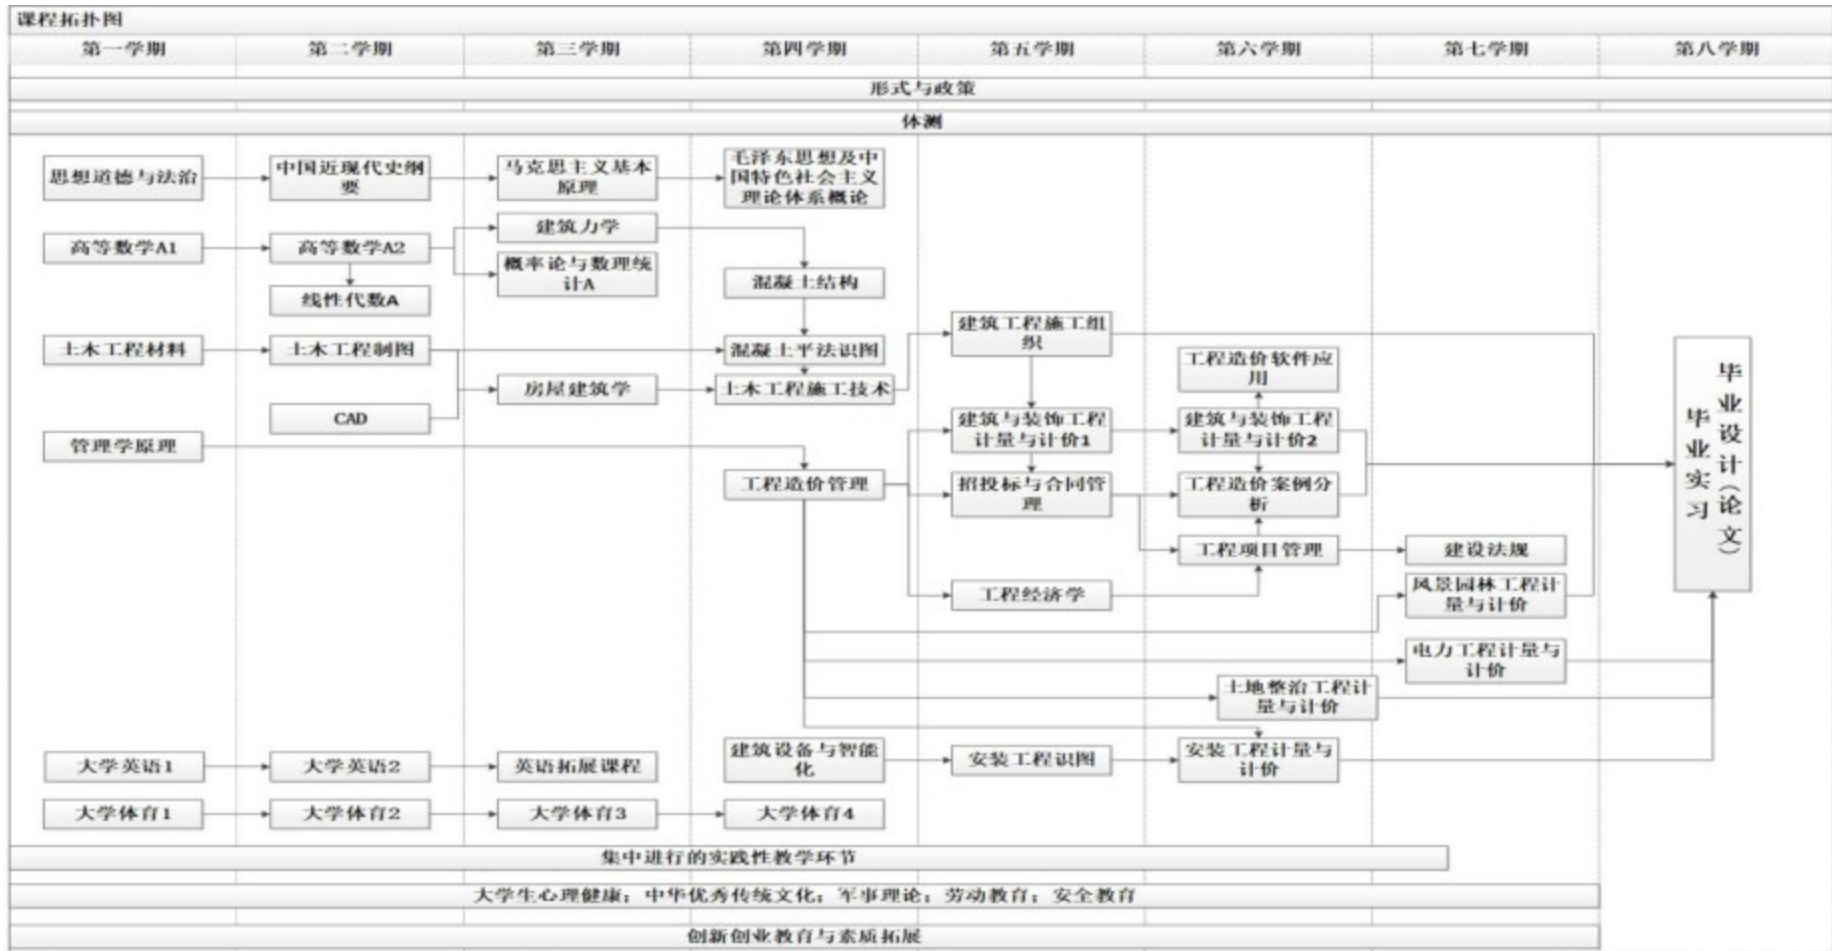 课程拓扑图
第一学期
第二学期
第三学期
第四学期
第五学期
第六学期
第七学期
第八学期
形式与政策
体测
思想道德与法治
中国近现代史纲
要
马克思主义基本
原理
毛泽东思想及中
国特色社会主义
理论体系概论
高等数学A1
高等数学A2
建筑力学
概率论与数理统
计A
线性代数A
混凝土结构
土木工程材料
土木工程制图
混凝土平法识图
建筑工程施工组
织
工程造价软件应
用
CAD
房屋建筑学
土木工程施工技术
管理学原理
建筑与装饰工程
计量与计价1
建筑与装饰工程
计量与计价2
工程造价管理
招投标与合同管
理
工程造价案例分
析
工程项目管理
建设法规
工程经济学
风景园林工程计
量与计价
电力工程计量与
计价
土地整治工程计
量与计价
毕业实习
毕业设计(论文)
大学英语1
大学英语2
英语拓展课程
建筑设备与智能
化
安装工程识图
安装工程计量与
计价
大学体育1
大学体育2
大学体育3
大学体育4
集中进行的实践性教学环节
大学生心理健康；中华优秀传统文化；军事理论；劳动教育；安全教育
创新创业教育与素质拓展